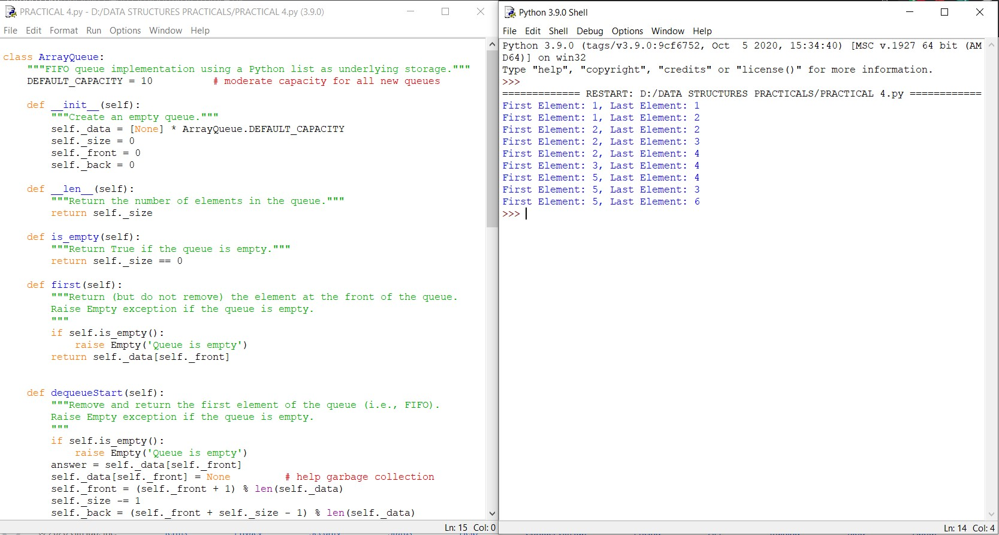 PRACTICAL 4.py - D:/DATA STRUCTURES PRACTICALS/PRACTICAL 4.py (3.9.0)
File Edit Format Run Options Window Help
class ArrayQueue:
    """FIFO queue implementation using a Python list as underlying storage."""
    DEFAULT_CAPACITY = 10          # moderate capacity for all new queues
    def __init__(self):
        """Create an empty queue."""
        self._data = [None] * ArrayQueue.DEFAULT_CAPACITY
        self._size = 0
        self._front = 0
        self._back = 0
    def __len__(self):
        """Return the number of elements in the queue."""
        return self._size
    def is_empty(self):
        """Return True if the queue is empty."""
        return self._size == 0
    def first(self):
        """Return (but do not remove) the element at the front of the queue.
        Raise Empty exception if the queue is empty.
        """
        if self.is_empty():
            raise Empty('Queue is empty')
        return self._data[self._front]
    def dequeueStart(self):
        """Remove and return the first element of the queue (i.e., FIFO).
        Raise Empty exception if the queue is empty.
        """
        if self.is_empty():
            raise Empty('Queue is empty')
        answer = self._data[self._front]
        self._data[self._front] = None         # help garbage collection
        self._front = (self._front + 1) % len(self._data)
        self._size -= 1
        self._back = (self._front + self._size - 1) % len(self._data)
Ln: 15 Col: 0
Python 3.9.0 Shell
File Edit Shell Debug Options Window Help
Python 3.9.0 (tags/v3.9.0:9cf6752, Oct  5 2020, 15:34:40) [MSC v.1927 64 bit (AM
D64)] on win32
Type "help", "copyright", "credits" or "license()" for more information.
>>>
============= RESTART: D:/DATA STRUCTURES PRACTICALS/PRACTICAL 4.py ============
First Element: 1, Last Element: 1
First Element: 1, Last Element: 2
First Element: 2, Last Element: 2
First Element: 2, Last Element: 3
First Element: 2, Last Element: 4
First Element: 3, Last Element: 4
First Element: 5, Last Element: 4
First Element: 5, Last Element: 3
First Element: 5, Last Element: 6
>>>
Ln: 14 Col: 4